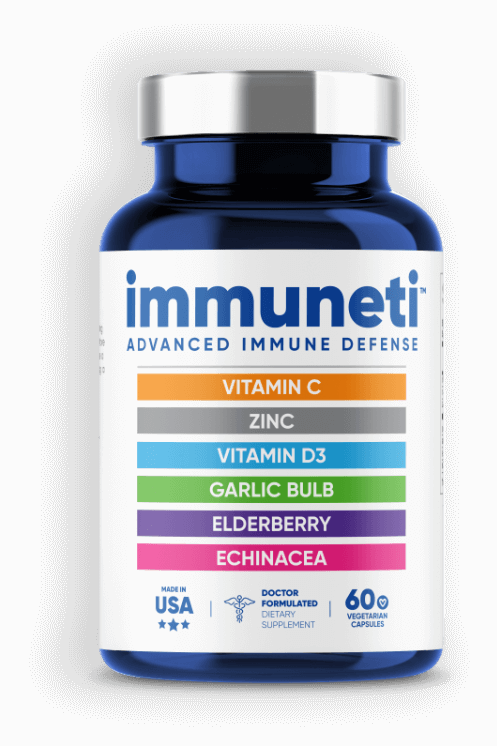 immuneti™
ADVANCED IMMUNE DEFENSE
VITAMIN C
ZINC
VITAMIN D3
GARLIC BULB
ELDERBERRY
ECHINACEA
MADE IN
USA
DOCTOR
FORMULATED
DIETARY
SUPPLEMENT
60
VEGETARIAN
CAPSULES